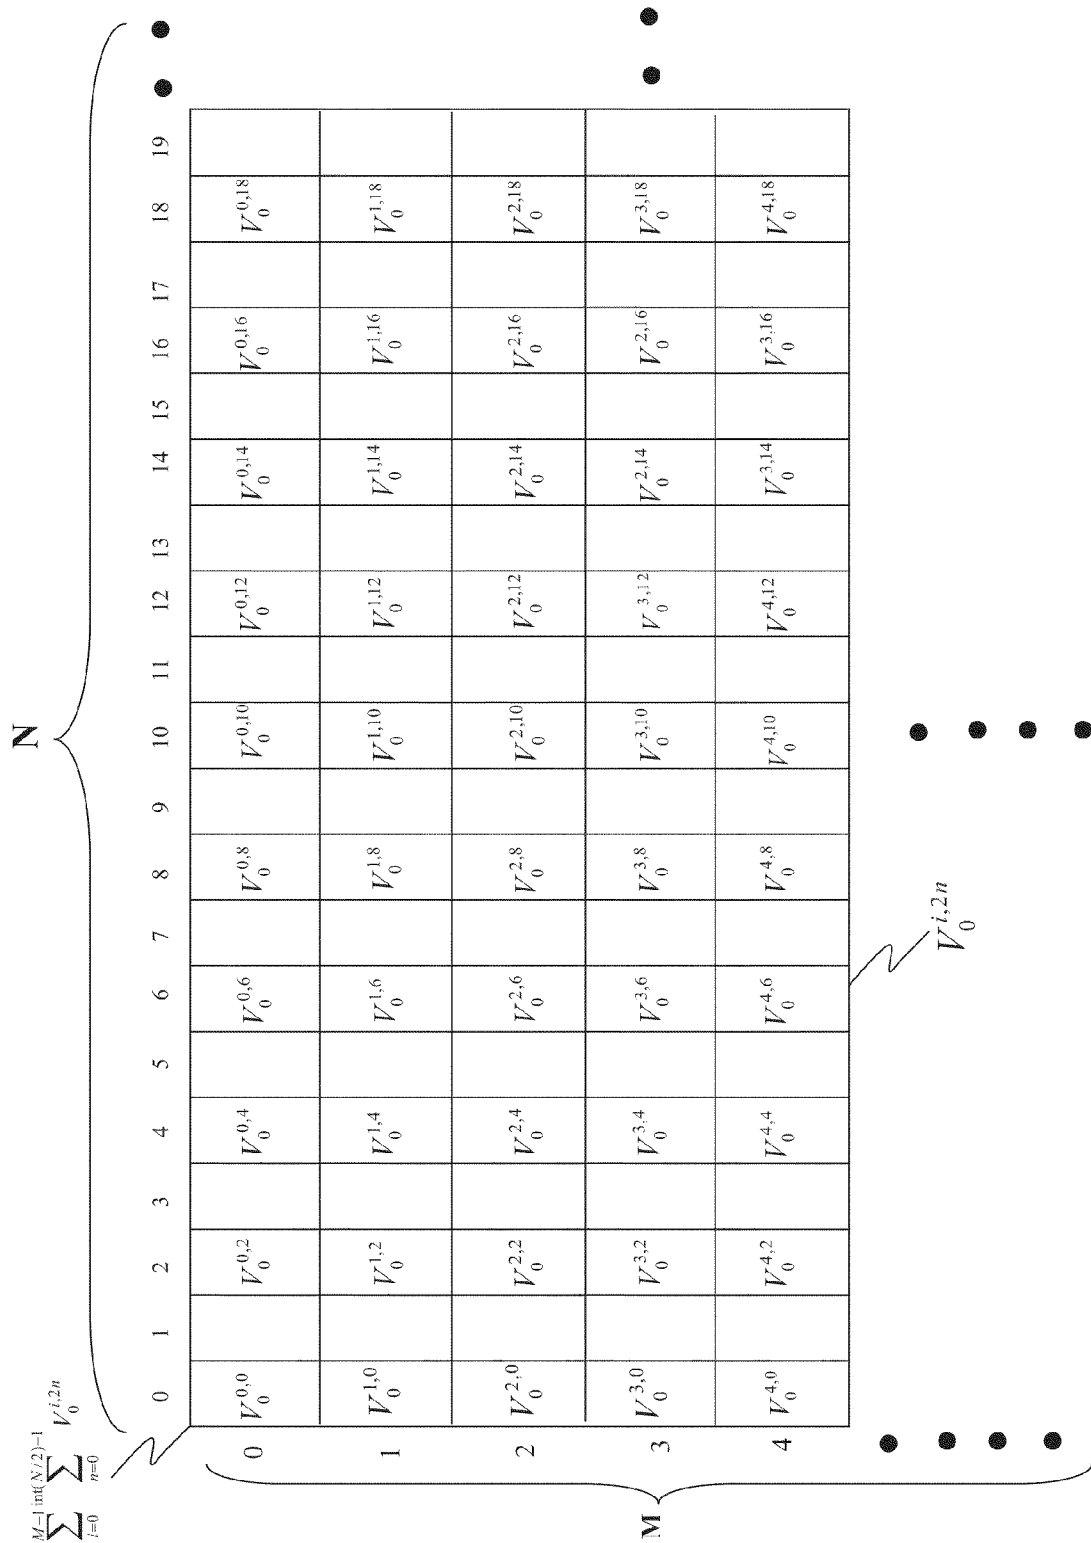 N
\sum_{i=0}^{M-1} \sum_{n=0}^{int(N/2)-1} V_0^{i,2n}
0 1 2 3 4 5 6 7 8 9 10 11 12 13 14 15 16 17 18 19
M
0 V_0^{0,0} V_0^{0,2} V_0^{0,4} V_0^{0,6} V_0^{0,8} V_0^{0,10} V_0^{0,12} V_0^{0,14} V_0^{0,16} V_0^{0,18}
1 V_0^{1,0} V_0^{1,2} V_0^{1,4} V_0^{1,6} V_0^{1,8} V_0^{1,10} V_0^{1,12} V_0^{1,14} V_0^{1,16} V_0^{1,18}
2 V_0^{2,0} V_0^{2,2} V_0^{2,4} V_0^{2,6} V_0^{2,8} V_0^{2,10} V_0^{2,12} V_0^{2,14} V_0^{2,16} V_0^{2,18}
3 V_0^{3,0} V_0^{3,2} V_0^{3,4} V_0^{3,6} V_0^{3,8} V_0^{3,10} V_0^{3,12} V_0^{2,14} V_0^{2,16} V_0^{3,18}
4 V_0^{4,0} V_0^{4,2} V_0^{4,4} V_0^{4,6} V_0^{4,8} V_0^{4,10} V_0^{4,12} V_0^{3,14} V_0^{3,16} V_0^{4,18}
V_0^{i,2n}